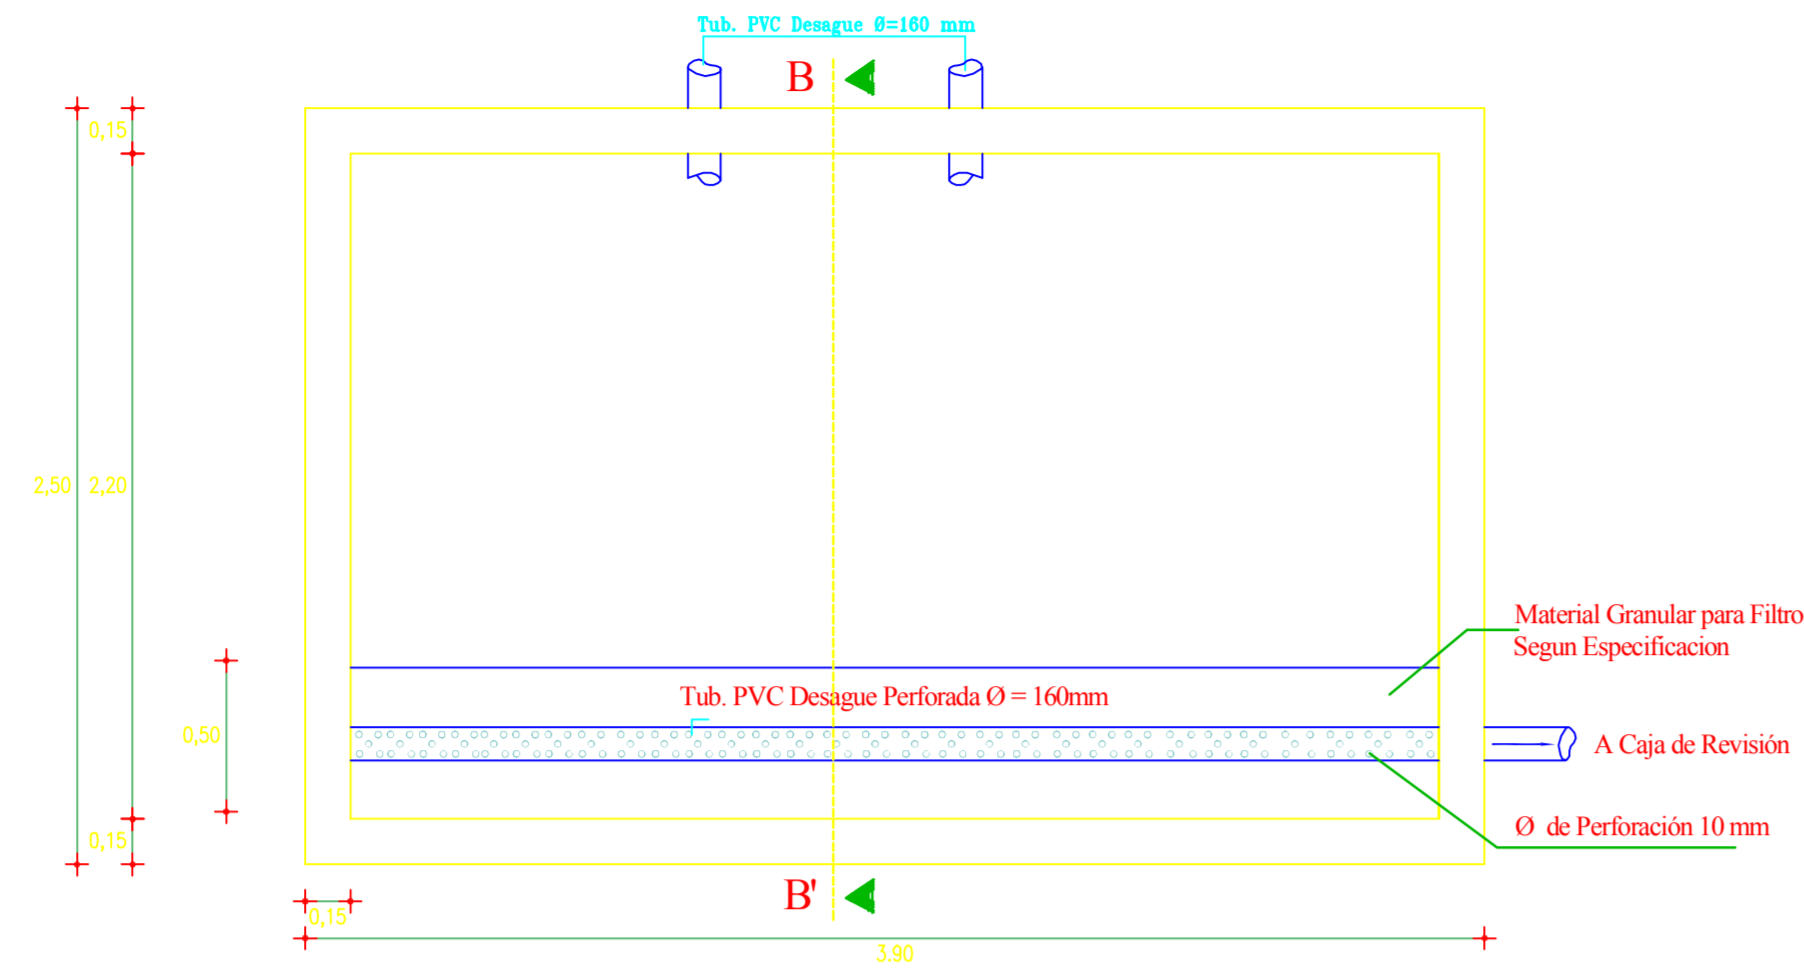 Tub. PVC Desague Ø=160 mm
B
0,15
2,50
2,20
Material Granular para Filtro
Segun Especificacion
Tub. PVC Desague Perforada Ø = 160mm
0,50
A Caja de Revisión
Ø de Perforación 10 mm
0,15
B'
0,15
3.90